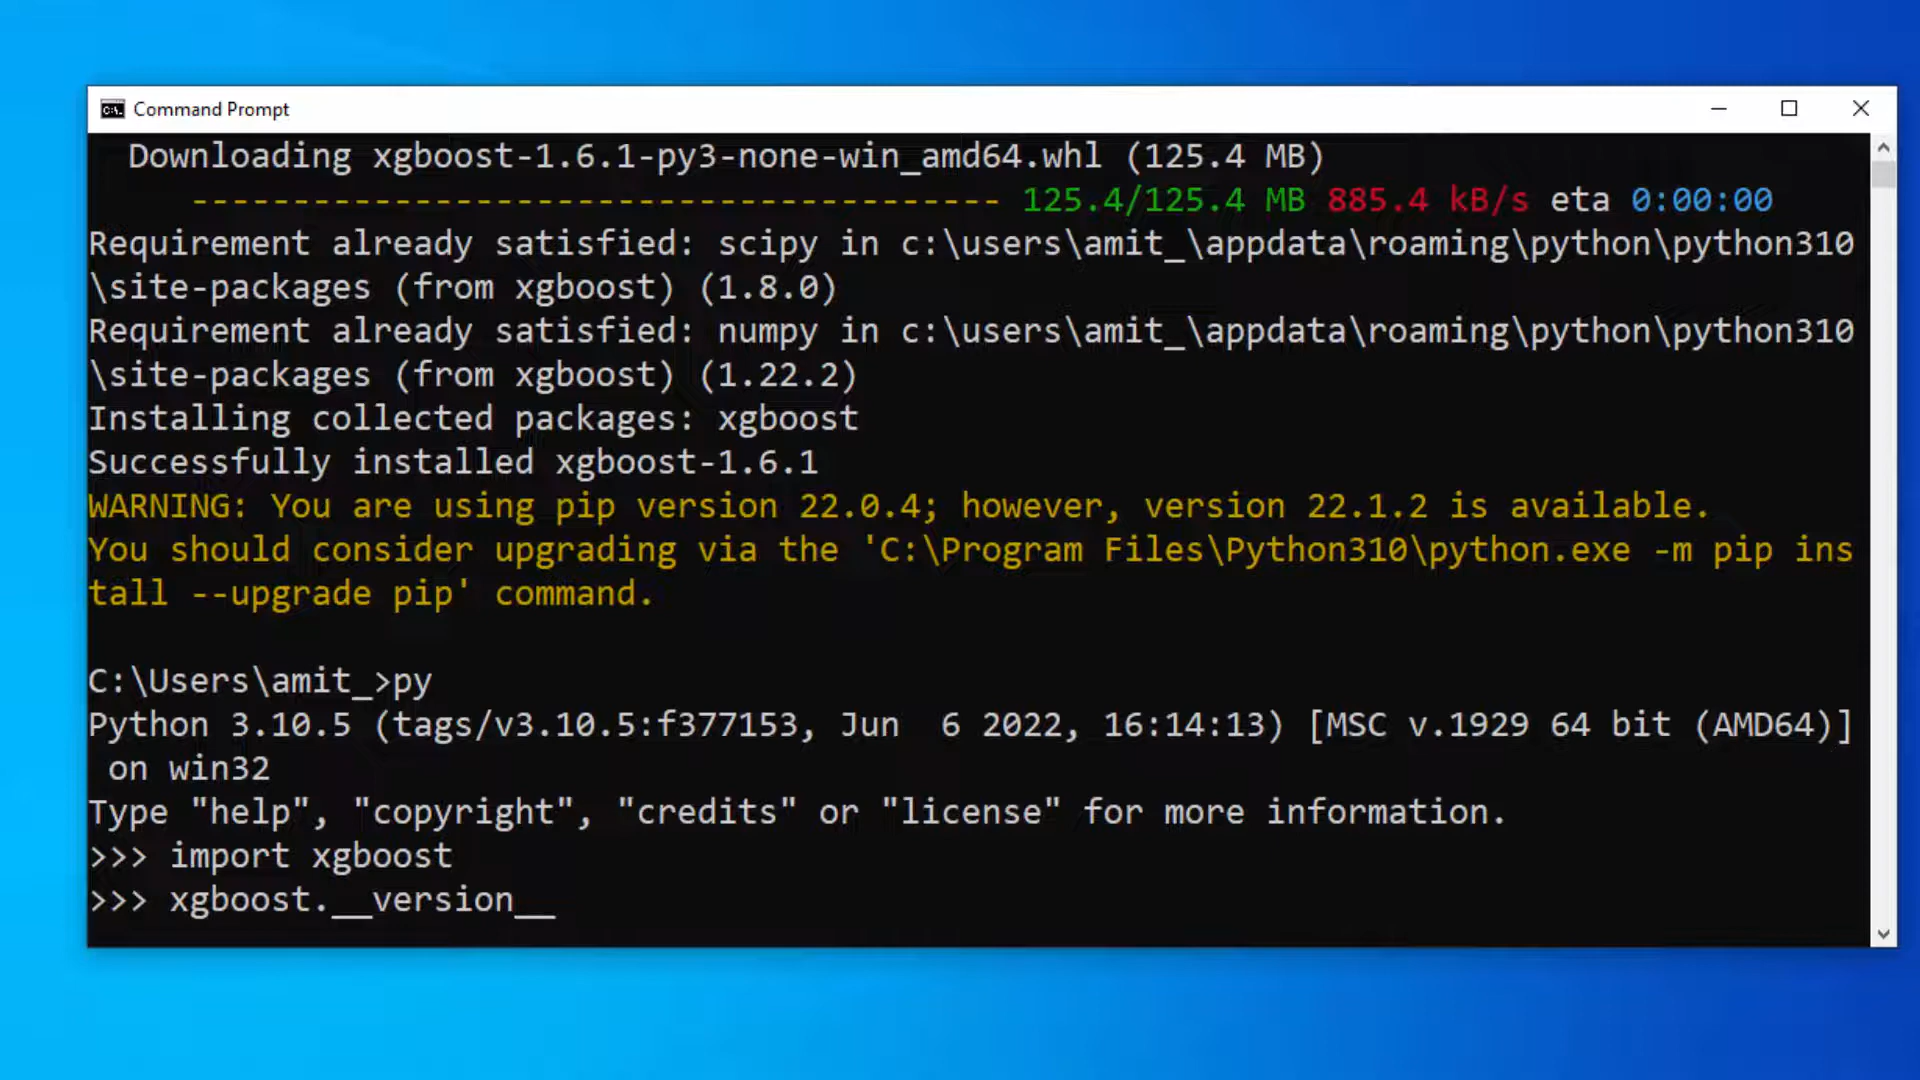 Command Prompt
Downloading xgboost-1.6.1-py3-none-win_amd64.whl (125.4 MB)
---------------------------------------- 125.4/125.4 MB 885.4 kB/s eta 0:00:00
Requirement already satisfied: scipy in c:\users\amit_\appdata\roaming\python\python310
\site-packages (from xgboost) (1.8.0)
Requirement already satisfied: numpy in c:\users\amit_\appdata\roaming\python\python310
\site-packages (from xgboost) (1.22.2)
Installing collected packages: xgboost
Successfully installed xgboost-1.6.1
WARNING: You are using pip version 22.0.4; however, version 22.1.2 is available.
You should consider upgrading via the 'C:\Program Files\Python310\python.exe -m pip ins
tall --upgrade pip' command.
C:\Users\amit_>py
Python 3.10.5 (tags/v3.10.5:f377153, Jun  6 2022, 16:14:13) [MSC v.1929 64 bit (AMD64)]
on win32
Type "help", "copyright", "credits" or "license" for more information.
>>> import xgboost
>>> xgboost.__version__